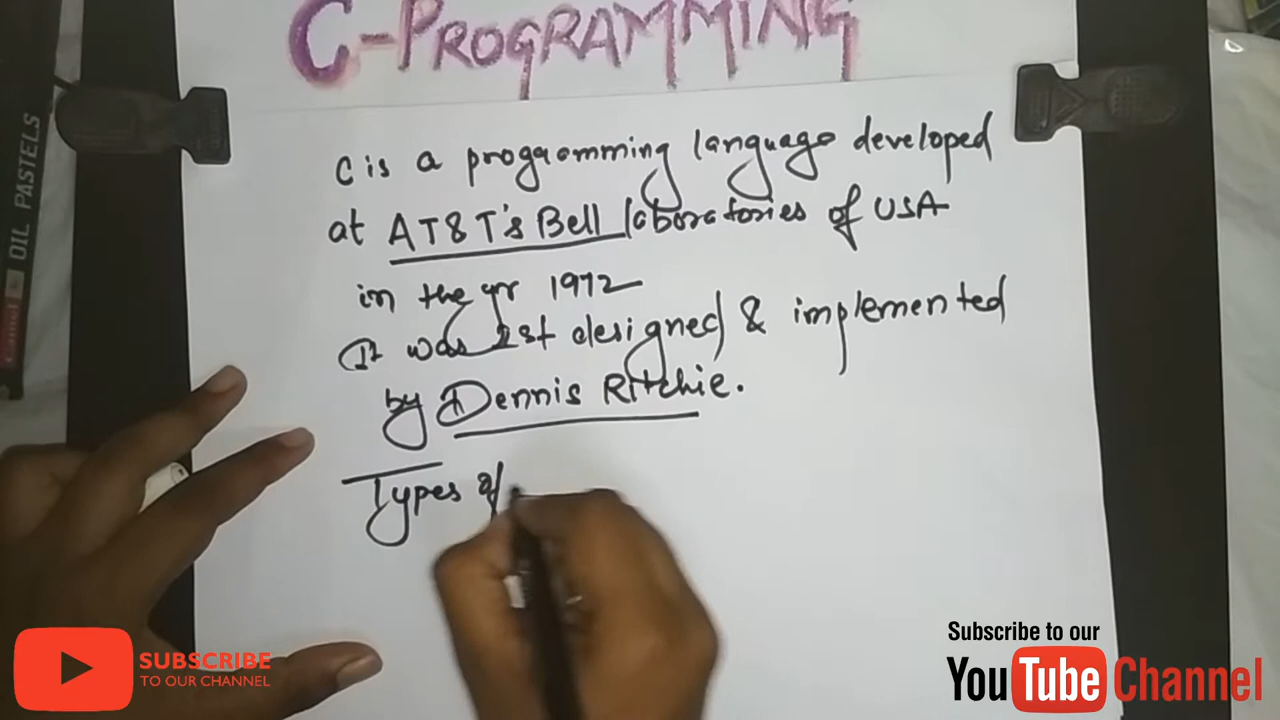 C-PROGRAMMING
C is a programming language developed
at AT&T's Bell laboratories of USA
in the yr 1972
It was 1st designed & implemented
by Dennis Ritchie.
Types of
OIL PASTELS
SUBSCRIBE
TO OUR CHANNEL
Subscribe to our
YouTube Channel